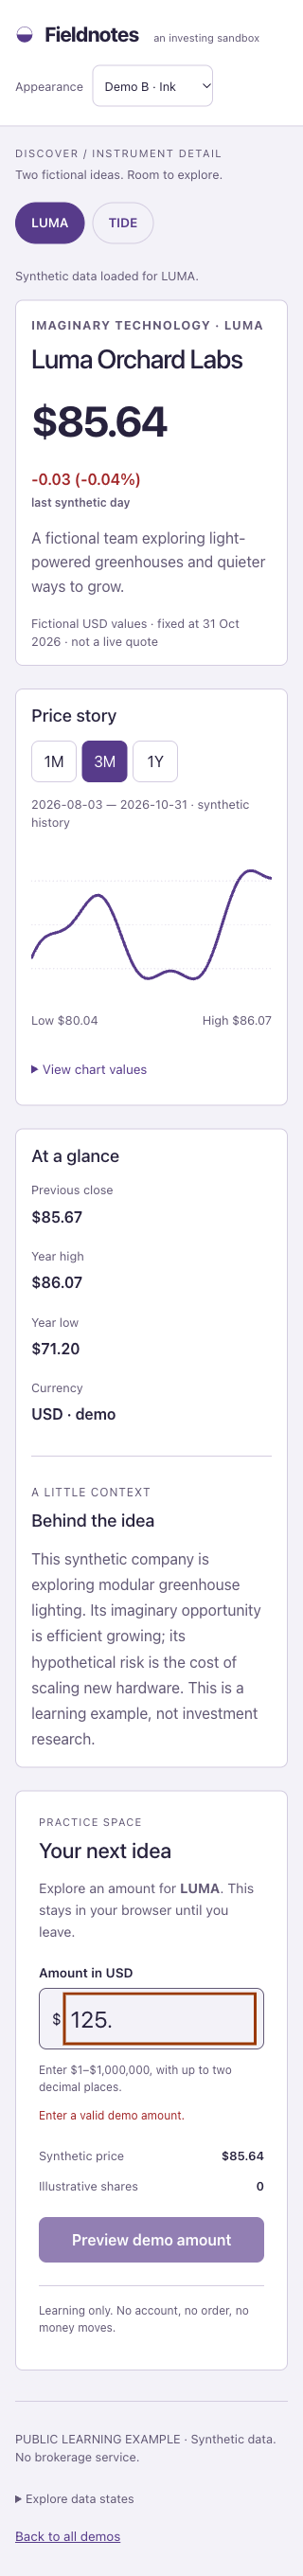 Fieldnotes an investing sandbox
Appearance Demo B · Ink
DISCOVER / INSTRUMENT DETAIL
Two fictional ideas. Room to explore.
LUMA TIDE
Synthetic data loaded for LUMA.
IMAGINARY TECHNOLOGY · LUMA
Luma Orchard Labs
$85.64
-0.03 (-0.04%)
last synthetic day
A fictional team exploring light-
powered greenhouses and quieter
ways to grow.
Fictional USD values · fixed at 31 Oct
2026 · not a live quote
Price story
1M 3M 1Y
2026-08-03 — 2026-10-31 · synthetic
history
Low $80.04 High $86.07
View chart values
At a glance
Previous close
$85.67
Year high
$86.07
Year low
$71.20
Currency
USD · demo
A LITTLE CONTEXT
Behind the idea
This synthetic company is
exploring modular greenhouse
lighting. Its imaginary opportunity
is efficient growing; its
hypothetical risk is the cost of
scaling new hardware. This is a
learning example, not investment
research.
PRACTICE SPACE
Your next idea
Explore an amount for LUMA. This
stays in your browser until you
leave.
Amount in USD
$ 125.
Enter $1–$1,000,000, with up to two
decimal places.
Enter a valid demo amount.
Synthetic price $85.64
Illustrative shares 0
Preview demo amount
Learning only. No account, no order, no
money moves.
PUBLIC LEARNING EXAMPLE · Synthetic data.
No brokerage service.
Explore data states
Back to all demos